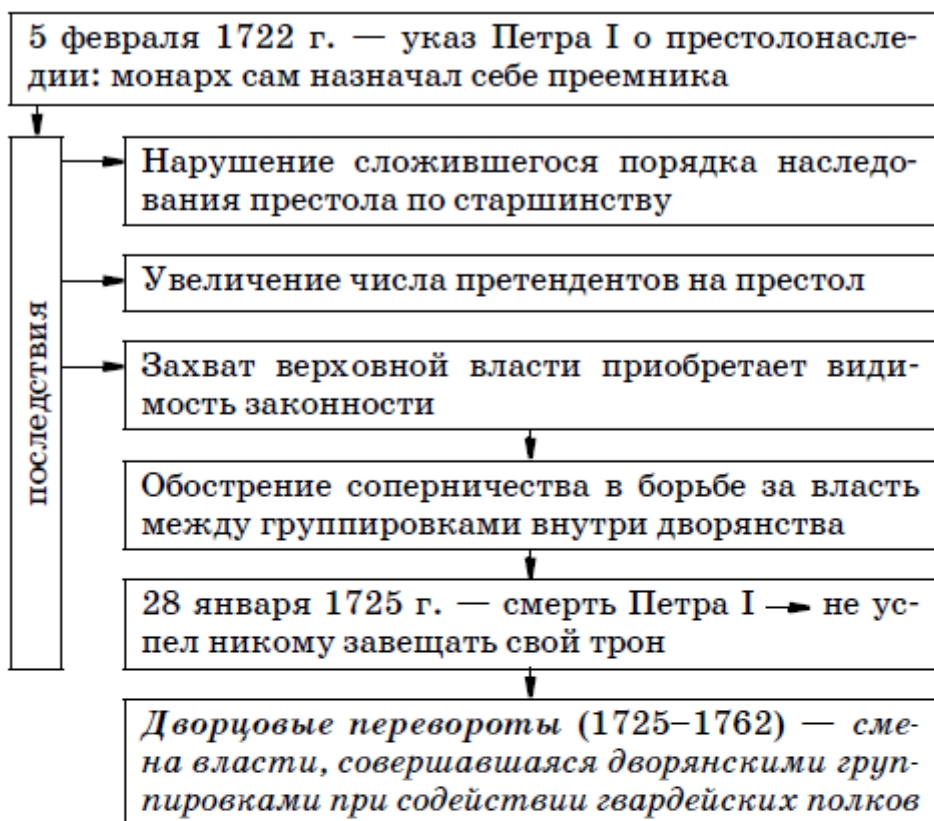 5 февраля 1722 г. — указ Петра I о престолонасле-
дии: монарх сам назначал себе преемника
последствия
Нарушение сложившегося порядка наследо-
вания престола по старшинству
Увеличение числа претендентов на престол
Захват верховной власти приобретает види-
мость законности
Обострение соперничества в борьбе за власть
между группировками внутри дворянства
28 января 1725 г. — смерть Петра I → не ус-
пел никому завещать свой трон
Дворцовые перевороты (1725–1762) — сме-
на власти, совершавшаяся дворянскими груп-
пировками при содействии гвардейских полков